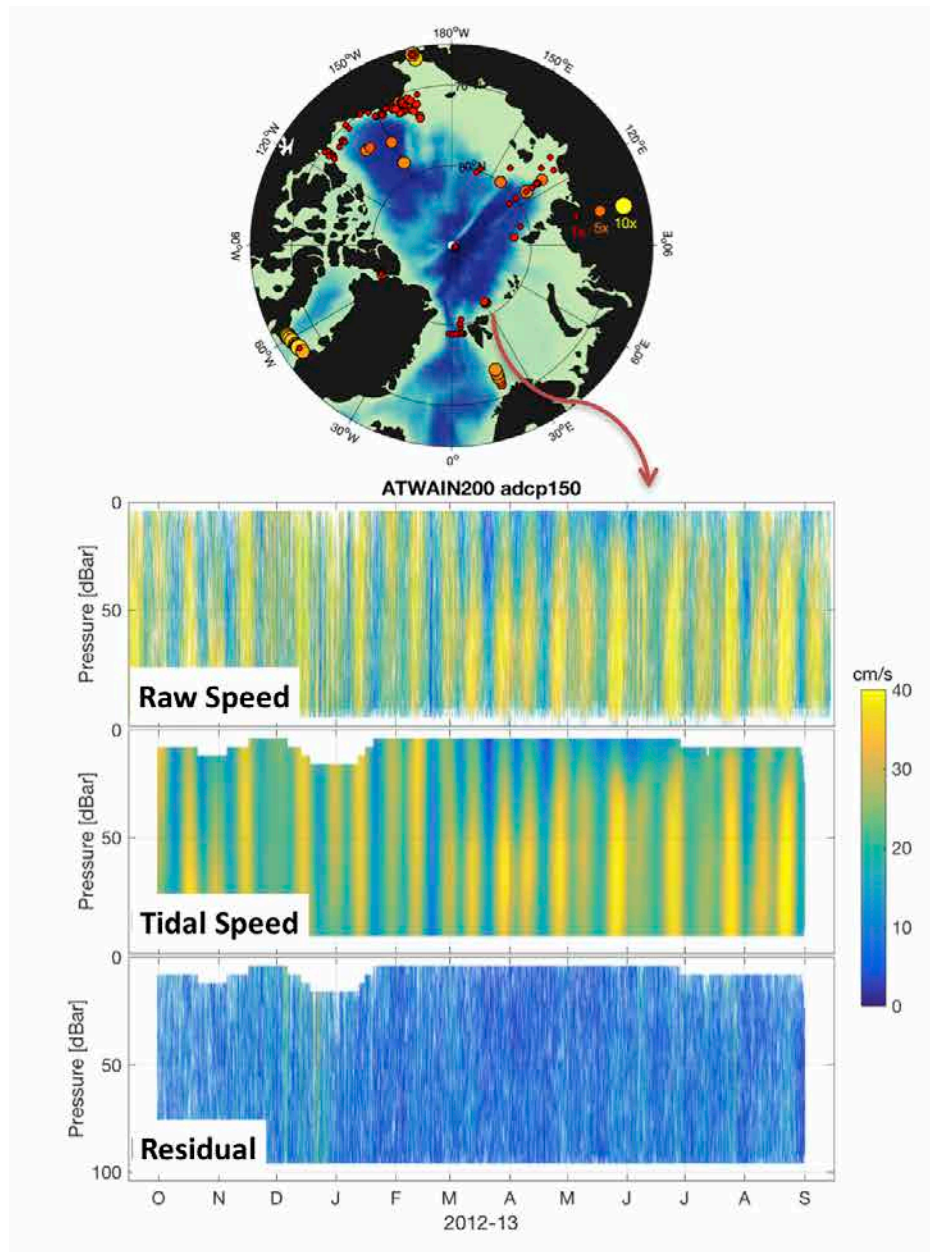 180°W
150°W
150°E
70°N
120°W
120°E
80°N
1x 5x 10x
90°W
90°E
60°W
60°E
30°W
30°E
0°
ATWAIN200 adcp150
0
Pressure [dBar]
50
Raw Speed
cm/s
40
30
20
10
0
0
Pressure [dBar]
50
Tidal Speed
0
Pressure [dBar]
50
100
Residual
O N D J F M A M J J A S
2012-13